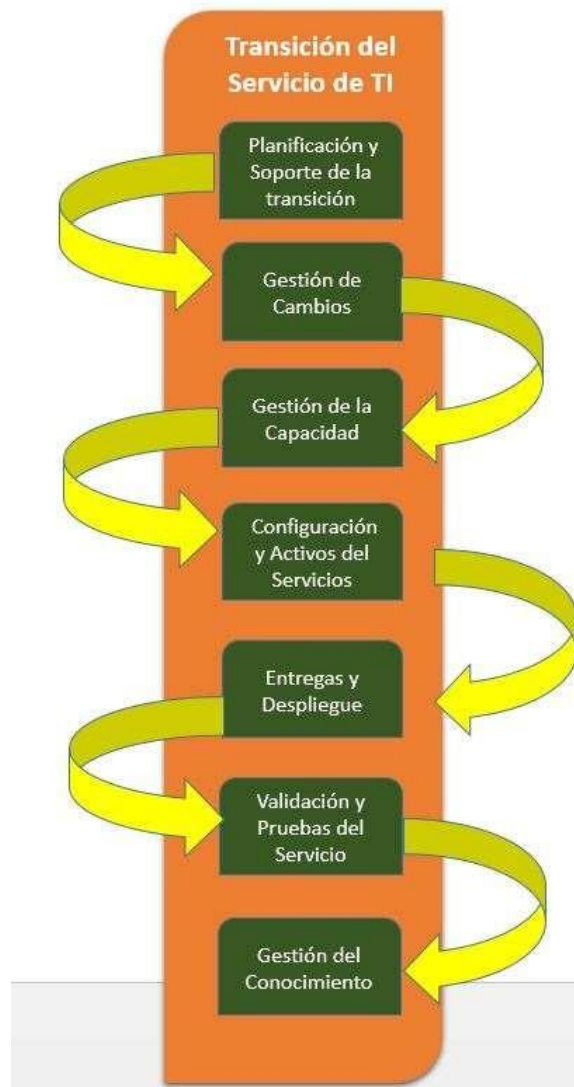 Transición del
Servicio de TI
Planificación y
Soporte de la
transición
Gestión de
Cambios
Gestión de la
Capacidad
Configuración
y Activos del
Servicios
Entregas y
Despliegue
Validación y
Pruebas del
Servicio
Gestión del
Conocimiento